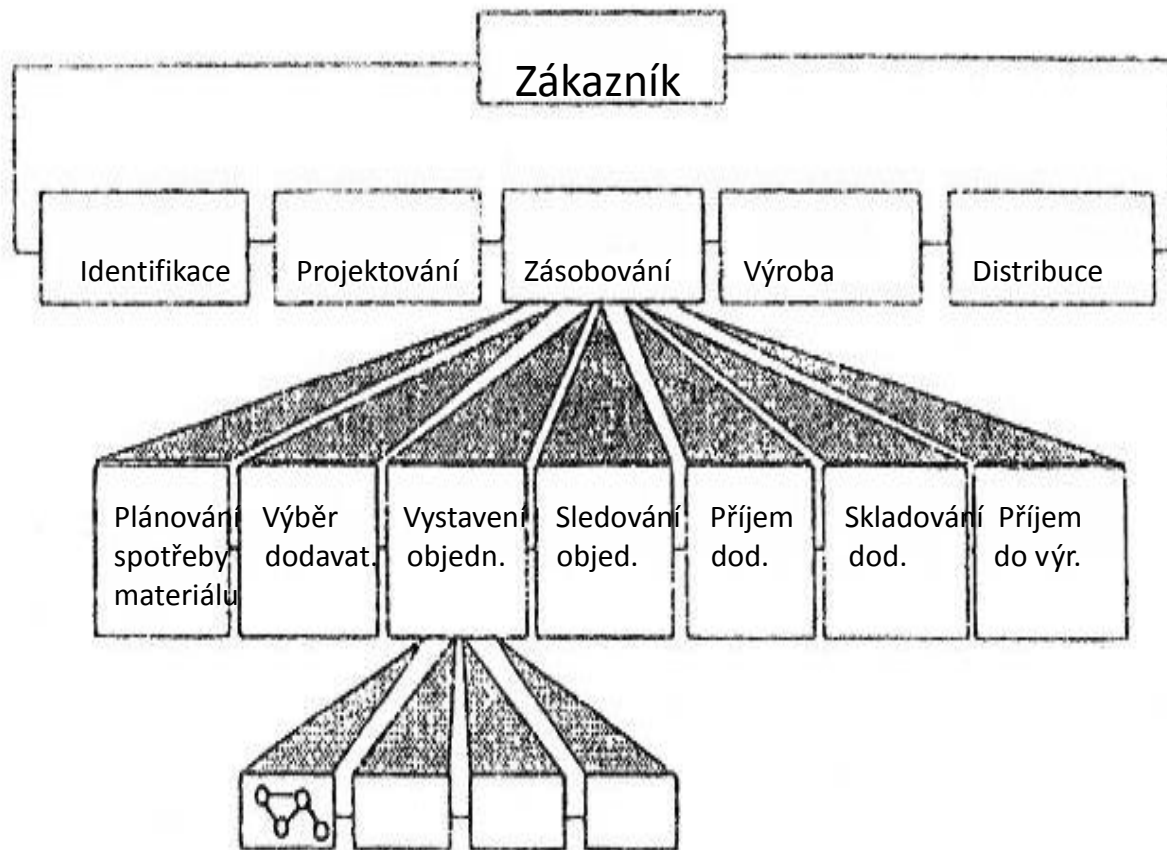 Zákazník
Identifikace
Projektování
Zásobování
Výroba
Distribuce
Plánování
spotřeby
materiálu
Výběr
dodavat.
Vystavení
objedn.
Sledování
objed.
Příjem
dod.
Skladování
dod.
Příjem
do výr.